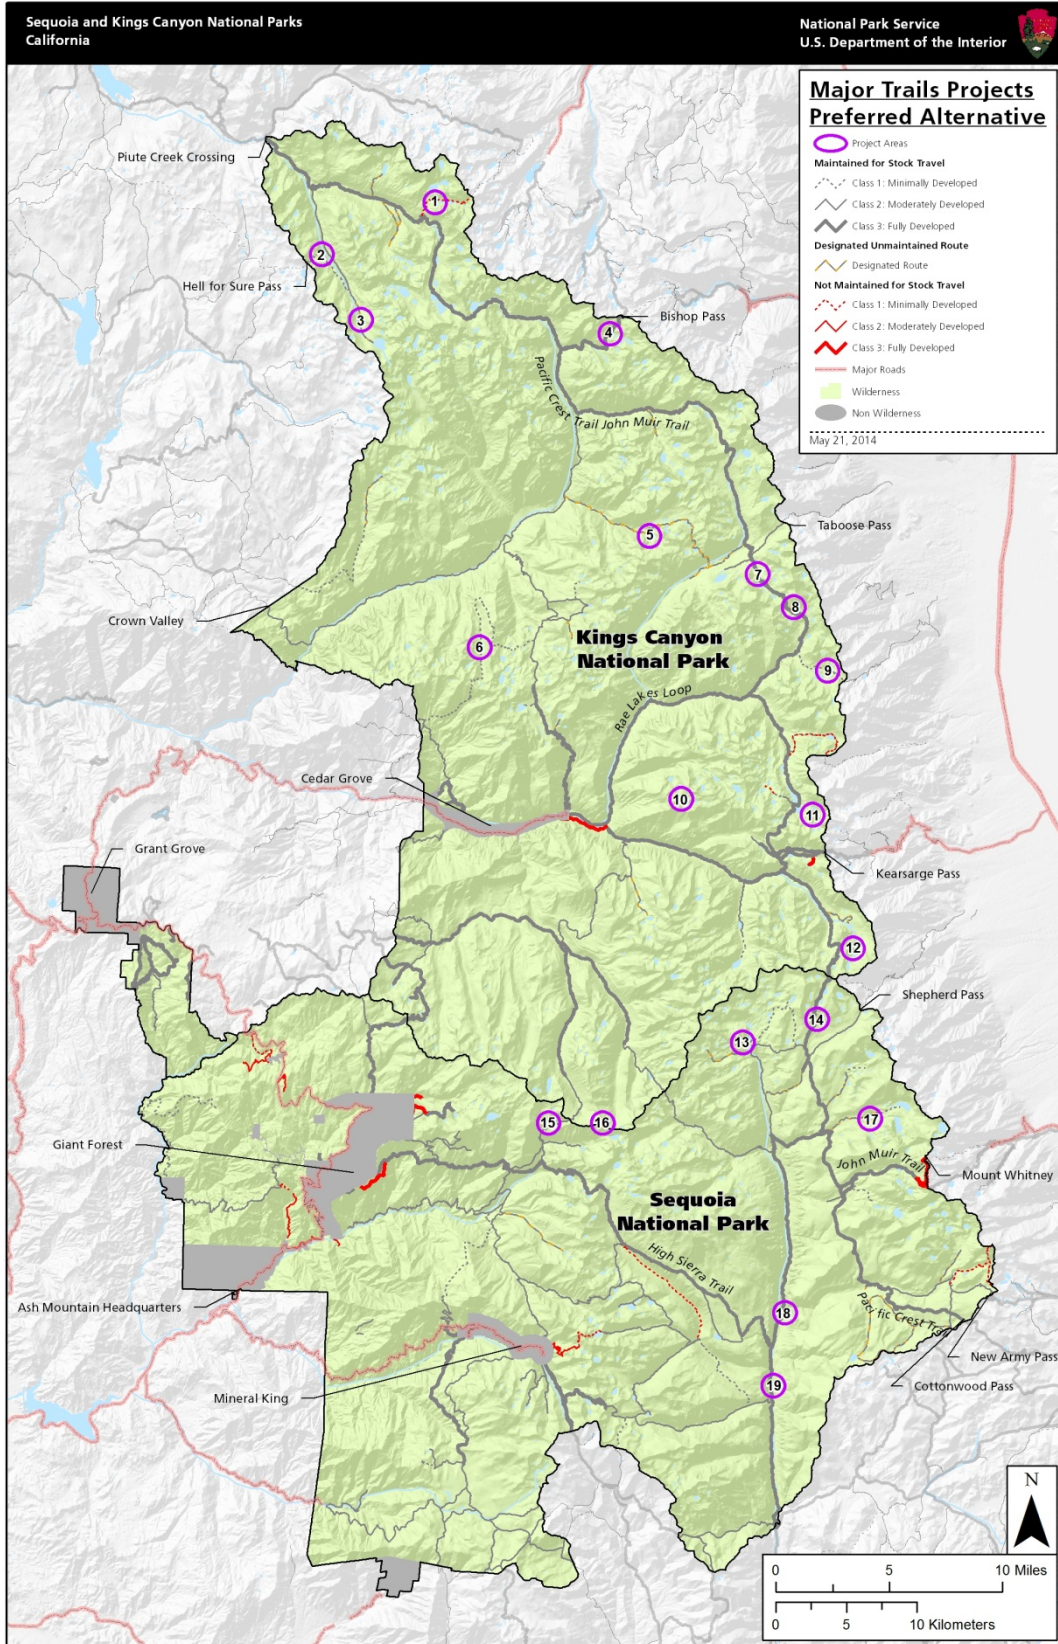 Sequoia and Kings Canyon National Parks
California
National Park Service
U.S. Department of the Interior
Major Trails Projects
Preferred Alternative
Project Areas
Maintained for Stock Travel
Class 1: Minimally Developed
Class 2: Moderately Developed
Class 3: Fully Developed
Designated Unmaintained Route
Designated Route
Not Maintained for Stock Travel
Class 1: Minimally Developed
Class 2: Moderately Developed
Class 3: Fully Developed
Major Roads
Wilderness
Non Wilderness
May 21, 2014
Piute Creek Crossing
1
2
Hell for Sure Pass
3
Bishop Pass
4
Pacific Crest Trail
John Muir Trail
Taboose Pass
5
7
8
Crown Valley
6
Kings Canyon
National Park
9
Rae Lakes Loop
Cedar Grove
10
11
Grant Grove
Kearsarge Pass
12
Shepherd Pass
14
13
15
16
17
Giant Forest
John Muir Trail
Mount Whitney
Sequoia
National Park
High Sierra Trail
Ash Mountain Headquarters
18
Pacific Crest Trail
New Army Pass
Cottonwood Pass
19
Mineral King
N
0 5 10 Miles
0 5 10 Kilometers